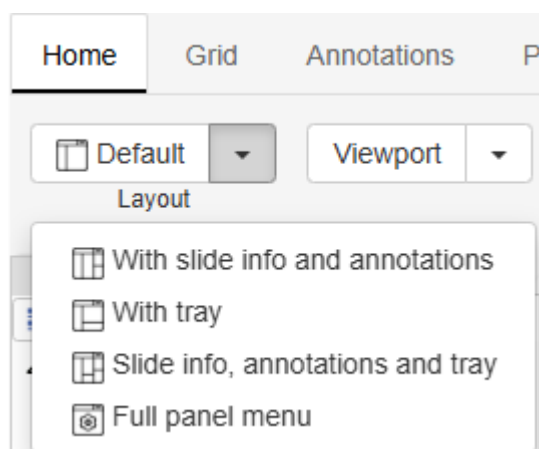 Home Grid Annotations P
Default Viewport
Layout
With slide info and annotations
With tray
Slide info, annotations and tray
Full panel menu